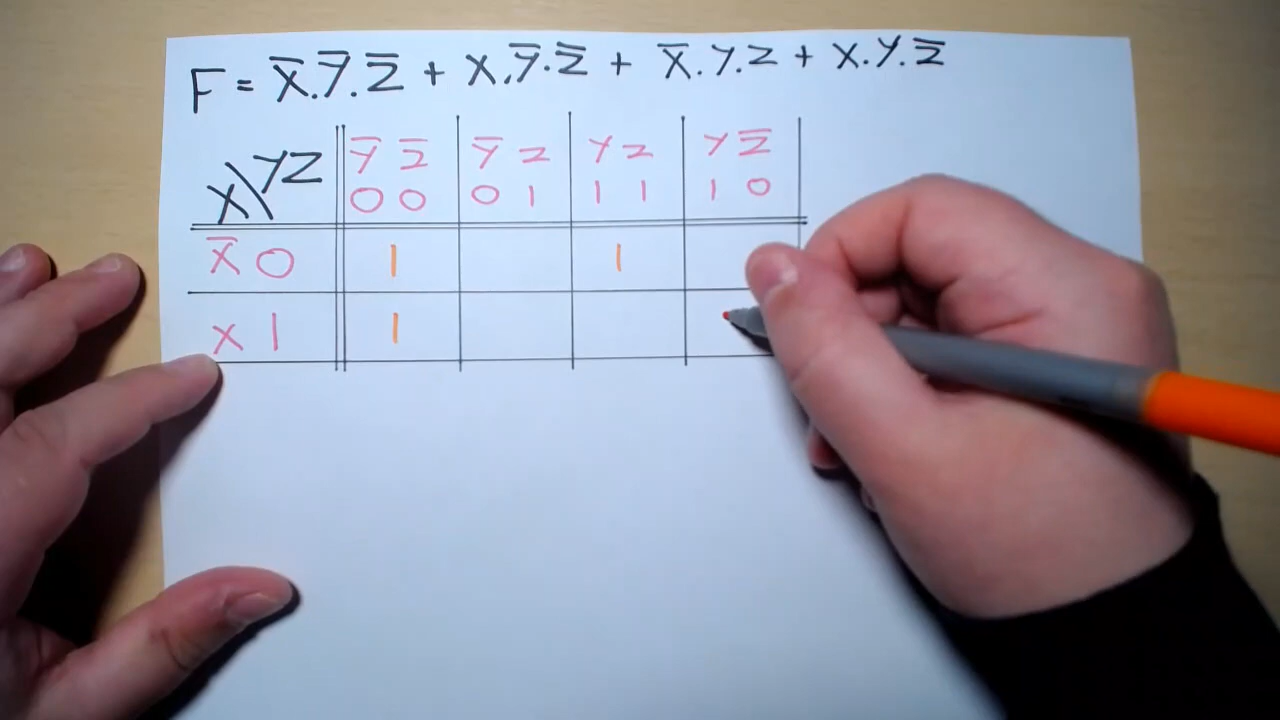 F = X̅.Y̅.Z̅ + X.Y̅.Z̅ + X̅.Y.Z + X.Y.Z̅
X\YZ Y̅ Z̅ Y̅ Z Y Z Y Z̅
0 0 0 1 1 1 1 0
X̅ 0 1 1
X 1 1